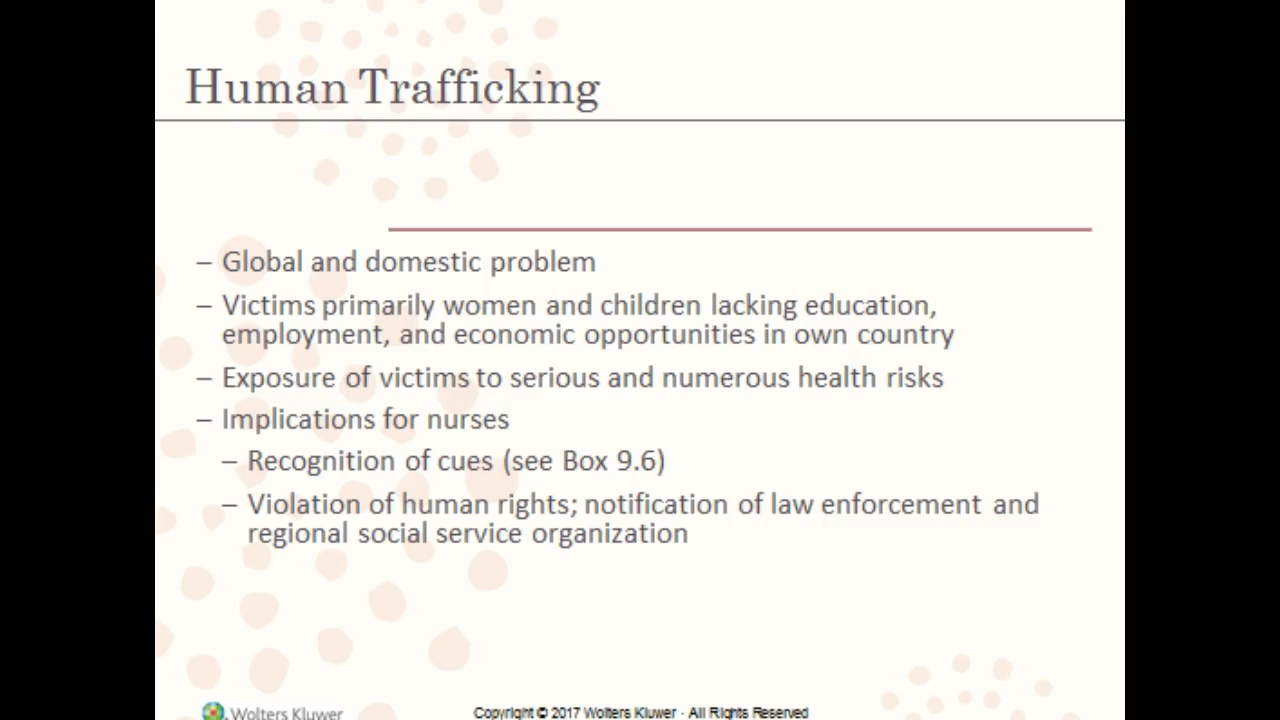 Human Trafficking
– Global and domestic problem
– Victims primarily women and children lacking education,
employment, and economic opportunities in own country
– Exposure of victims to serious and numerous health risks
– Implications for nurses
– Recognition of cues (see Box 9.6)
– Violation of human rights; notification of law enforcement and
regional social service organization
Wolters Kluwer
Copyright © 2017 Wolters Kluwer · All Rights Reserved